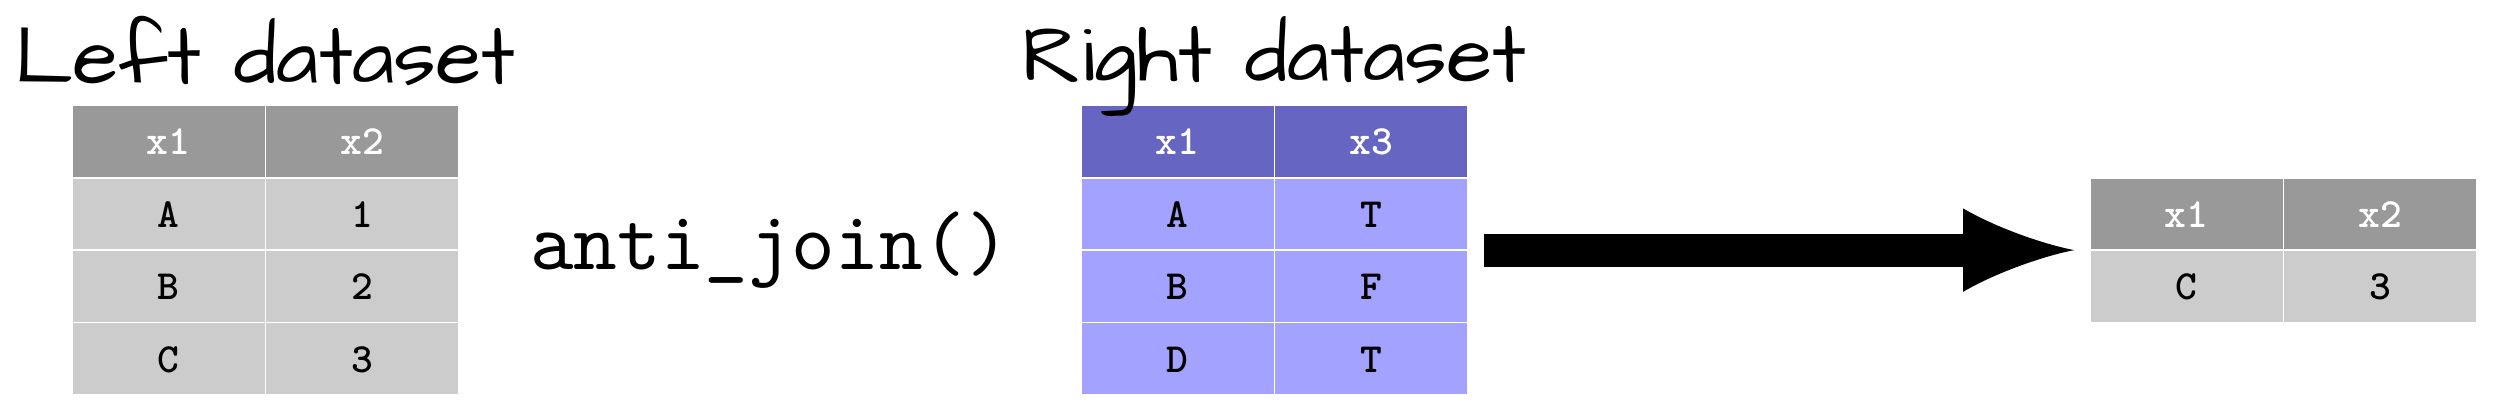 Left dataset
x1 x2
A 1
B 2
C 3
anti_join()
Right dataset
x1 x3
A T
B F
D T
x1 x2
C 3